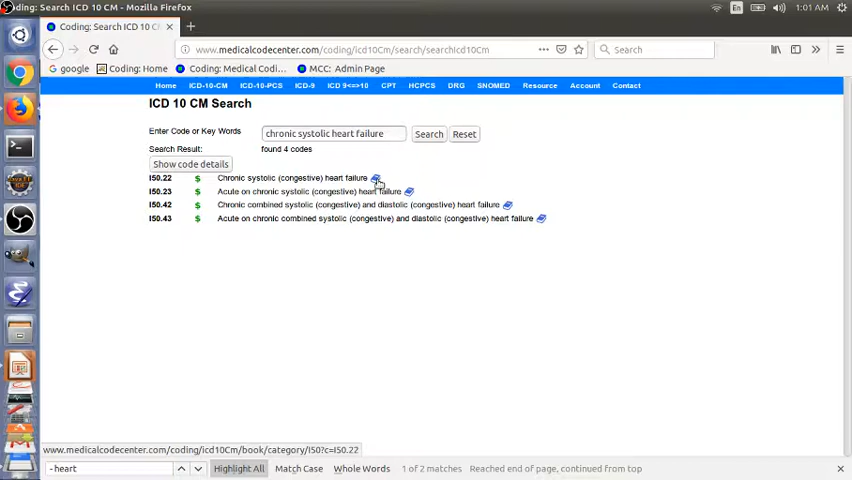 Coding: Search ICD 10 CM - Mozilla Firefox
En
1:01 AM
Coding: Search ICD 10 CM
www.medicalcodecenter.com/coding/icd10Cm/search/searchIcd10Cm
Search
google
Coding: Home
Coding: Medical Codi...
MCC: Admin Page
Home
ICD-10-CM
ICD-10-PCS
ICD-9
ICD 9<=>10
CPT
HCPCS
DRG
SNOMED
Resource
Account
Contact
ICD 10 CM Search
Enter Code or Key Words
chronic systolic heart failure
Search
Reset
Search Result:
found 4 codes
Show code details
I50.22 $ Chronic systolic (congestive) heart failure
I50.23 $ Acute on chronic systolic (congestive) heart failure
I50.42 $ Chronic combined systolic (congestive) and diastolic (congestive) heart failure
I50.43 $ Acute on chronic combined systolic (congestive) and diastolic (congestive) heart failure
www.medicalcodecenter.com/coding/icd10Cm/book/category/I50?c=I50.22
- heart
Highlight All
Match Case
Whole Words
1 of 2 matches
Reached end of page, continued from top